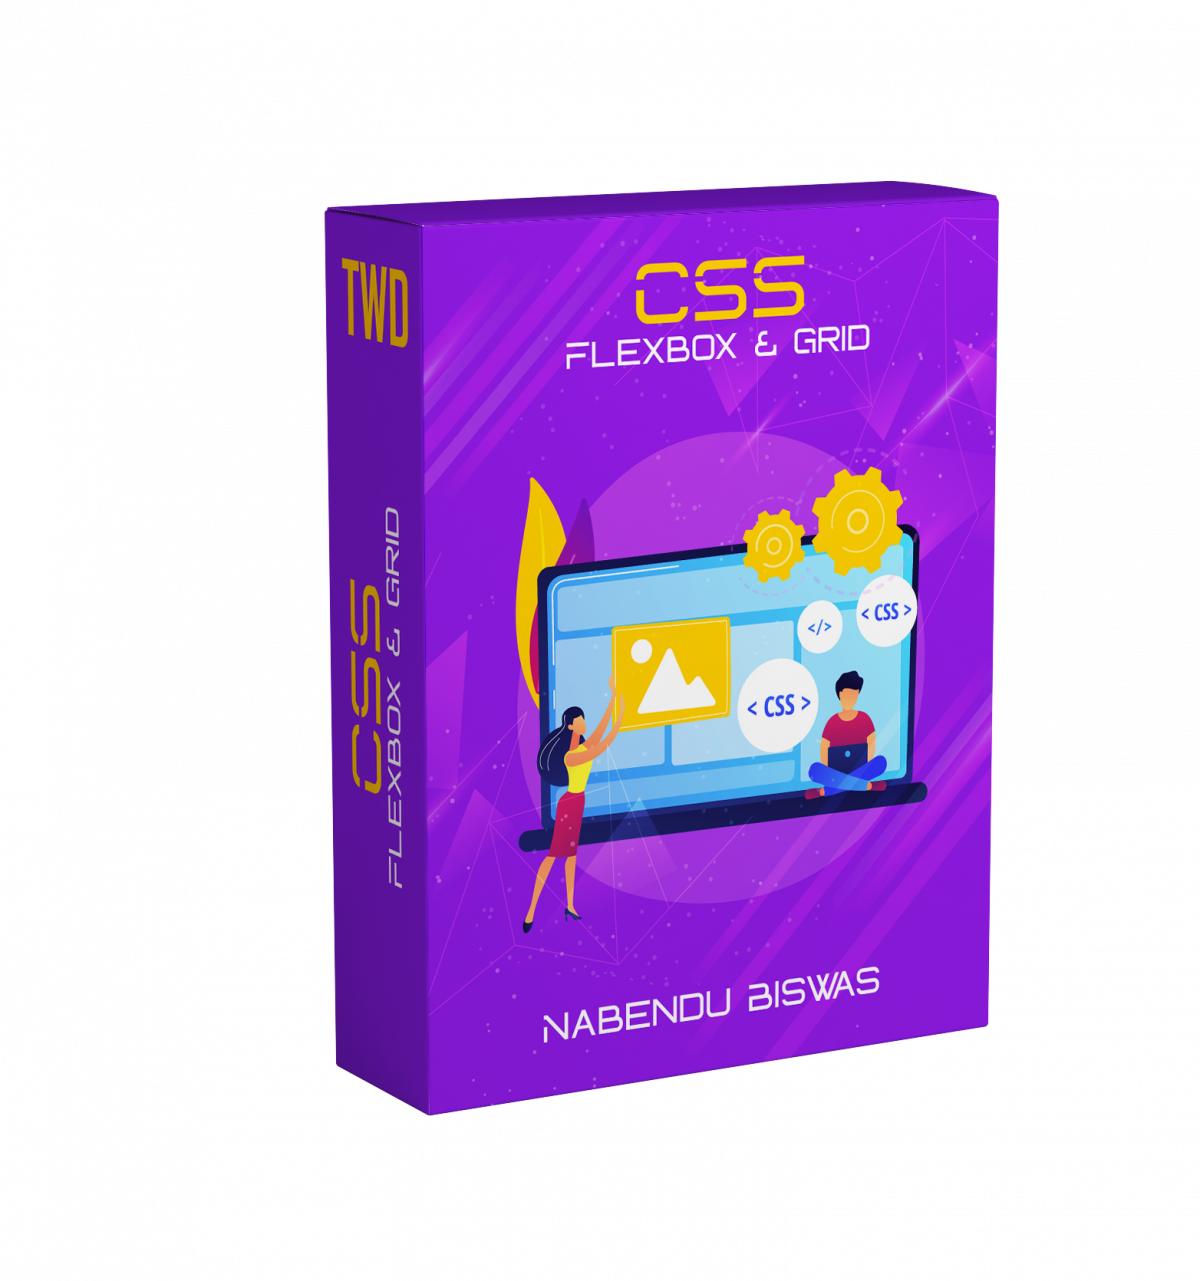 TWD
CSS
FLEXBOX & GRID
CSS
FLEXBOX & GRID
</>
< CSS >
< CSS >
NABENDU BISWAS